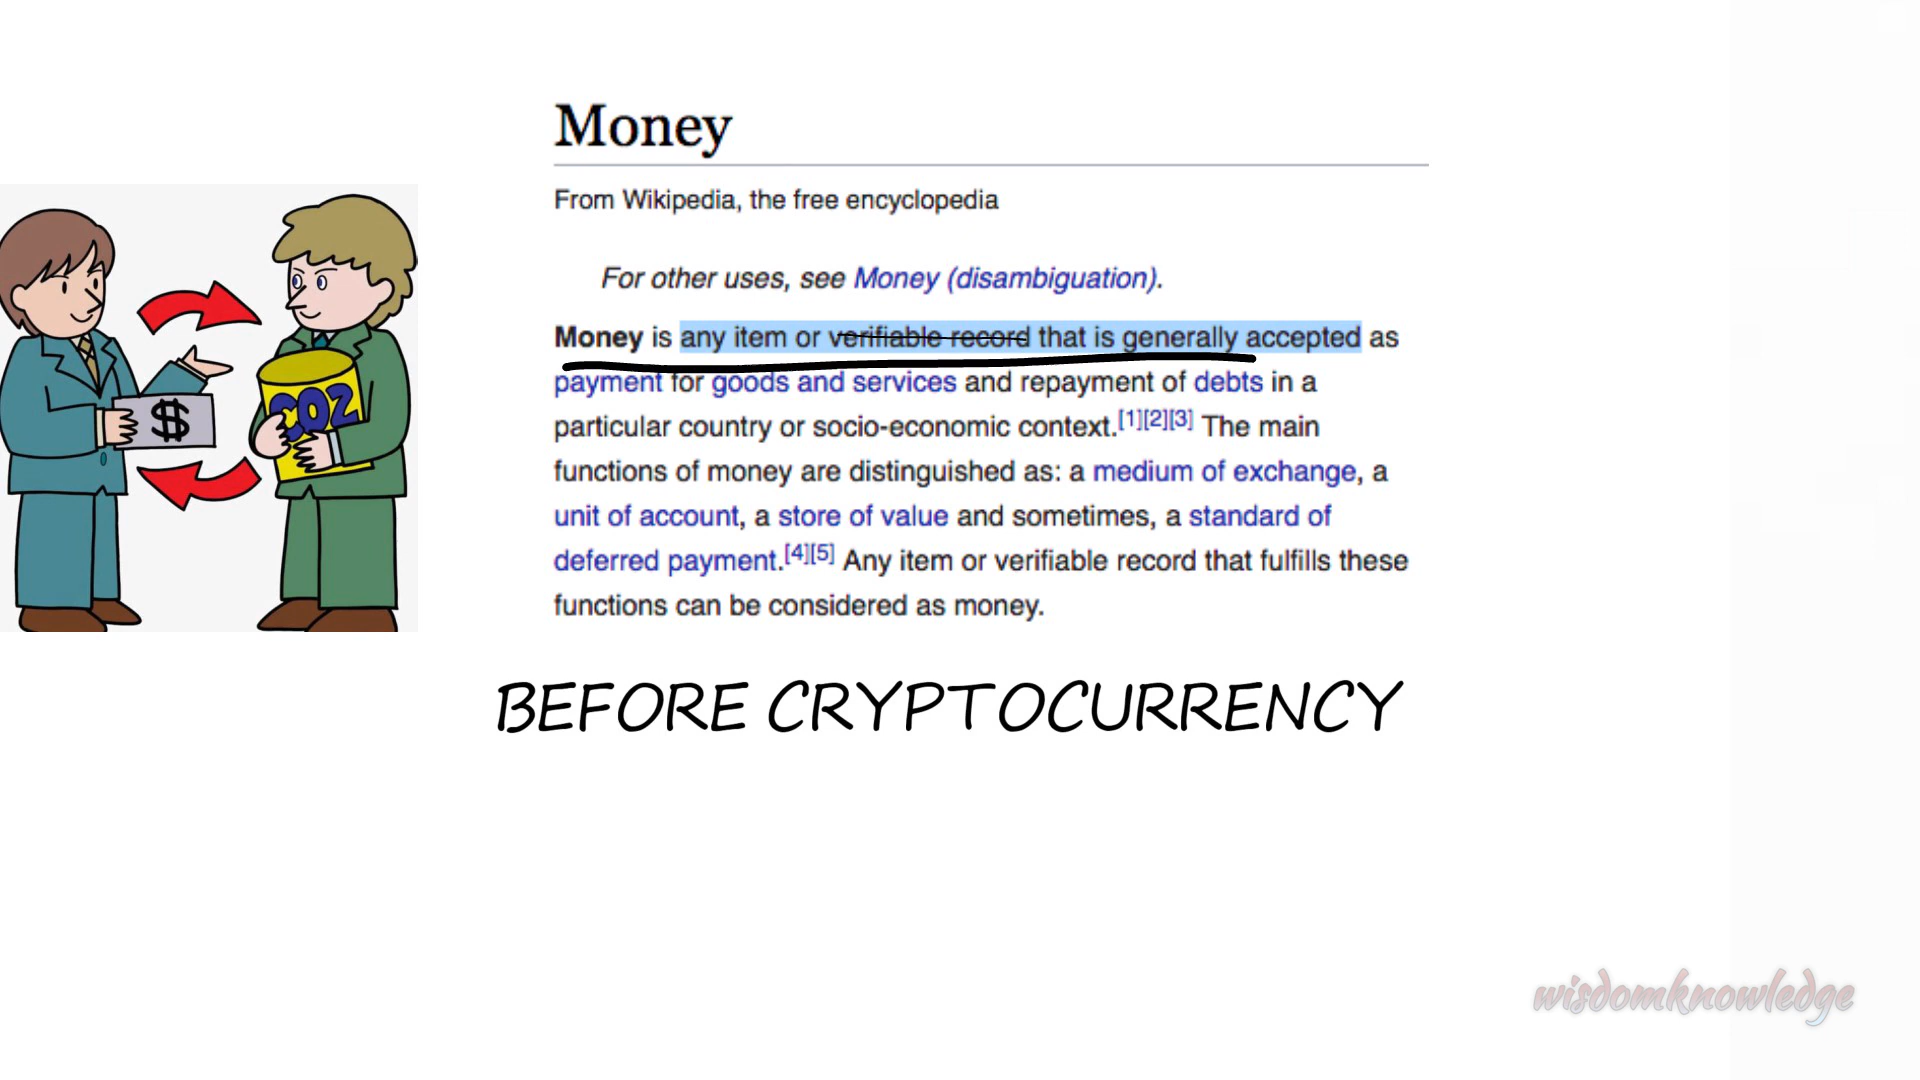 Money
From Wikipedia, the free encyclopedia
For other uses, see Money (disambiguation).
Money is any item or verifiable record that is generally accepted as
payment for goods and services and repayment of debts in a
particular country or socio-economic context.[1][2][3] The main
functions of money are distinguished as: a medium of exchange, a
unit of account, a store of value and sometimes, a standard of
deferred payment.[4][5] Any item or verifiable record that fulfills these
functions can be considered as money.
$
CO2
BEFORE CRYPTOCURRENCY
wisdomknowledge